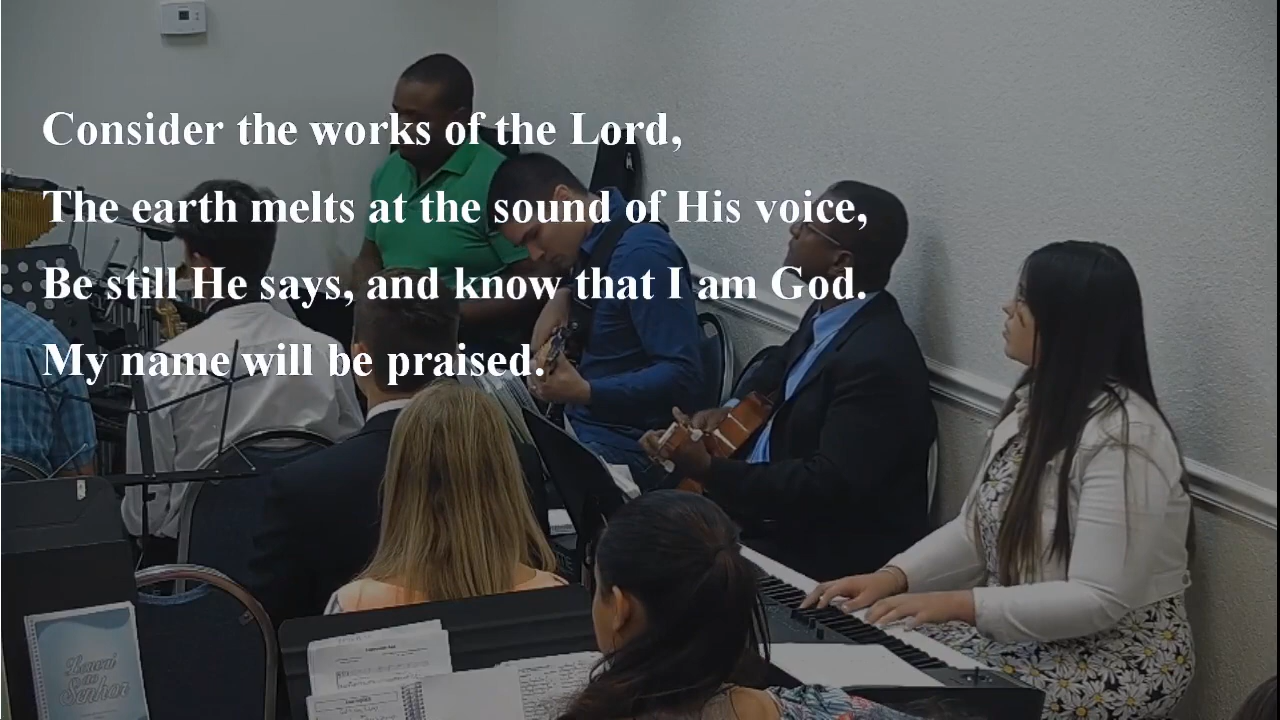 Consider the works of the Lord,
The earth melts at the sound of His voice,
Be still He says, and know that I am God.
My name will be praised.
Louvai
ao
Senhor